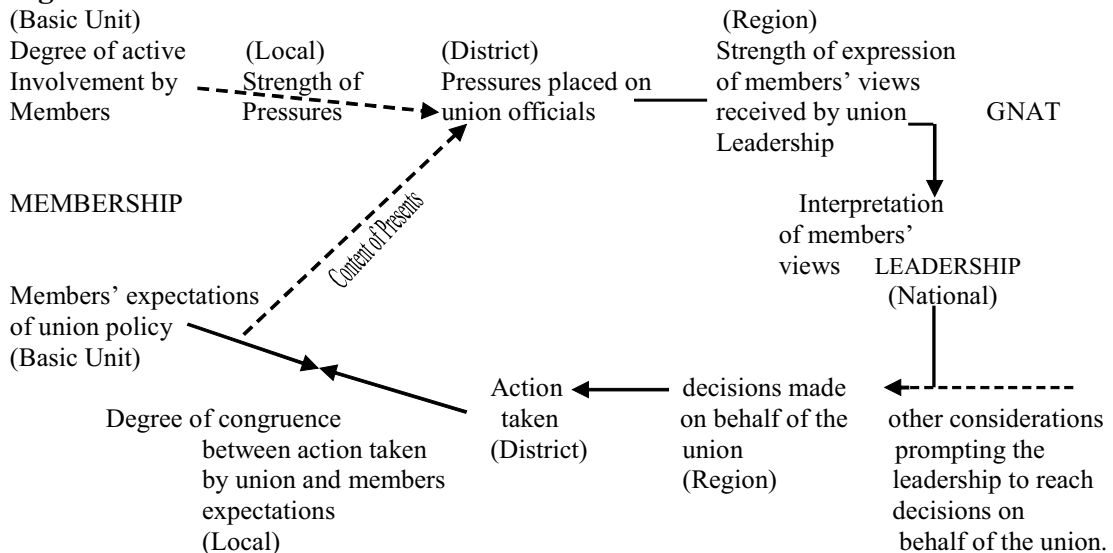 (Basic Unit)
Degree of active
Involvement by
Members
(Local)
Strength of
Pressures
(District)
Pressures placed on
union officials
(Region)
Strength of expression
of members’ views
received by union
Leadership
GNAT
MEMBERSHIP
Content of Presents
Interpretation
of members’
views
LEADERSHIP
(National)
Members’ expectations
of union policy
(Basic Unit)
Degree of congruence
between action taken
by union and members
expectations
(Local)
Action
taken
(District)
decisions made
on behalf of the
union
(Region)
other considerations
prompting the
leadership to reach
decisions on
behalf of the union.